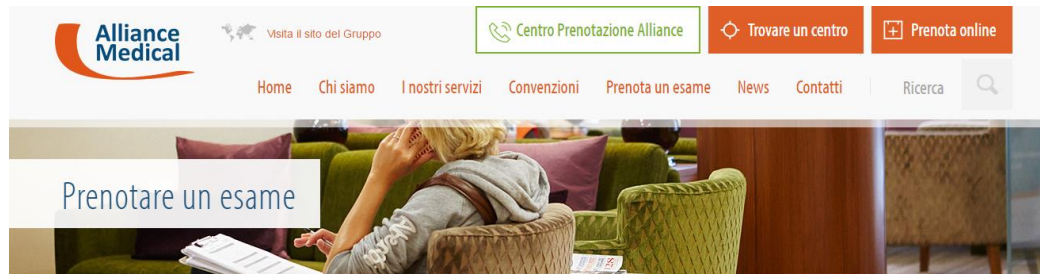 Alliance
Medical
Visita il sito del Gruppo
Centro Prenotazione Alliance
Trovare un centro
Prenota online
Home Chi siamo I nostri servizi Convenzioni Prenota un esame News Contatti Ricerca
Prenotare un esame